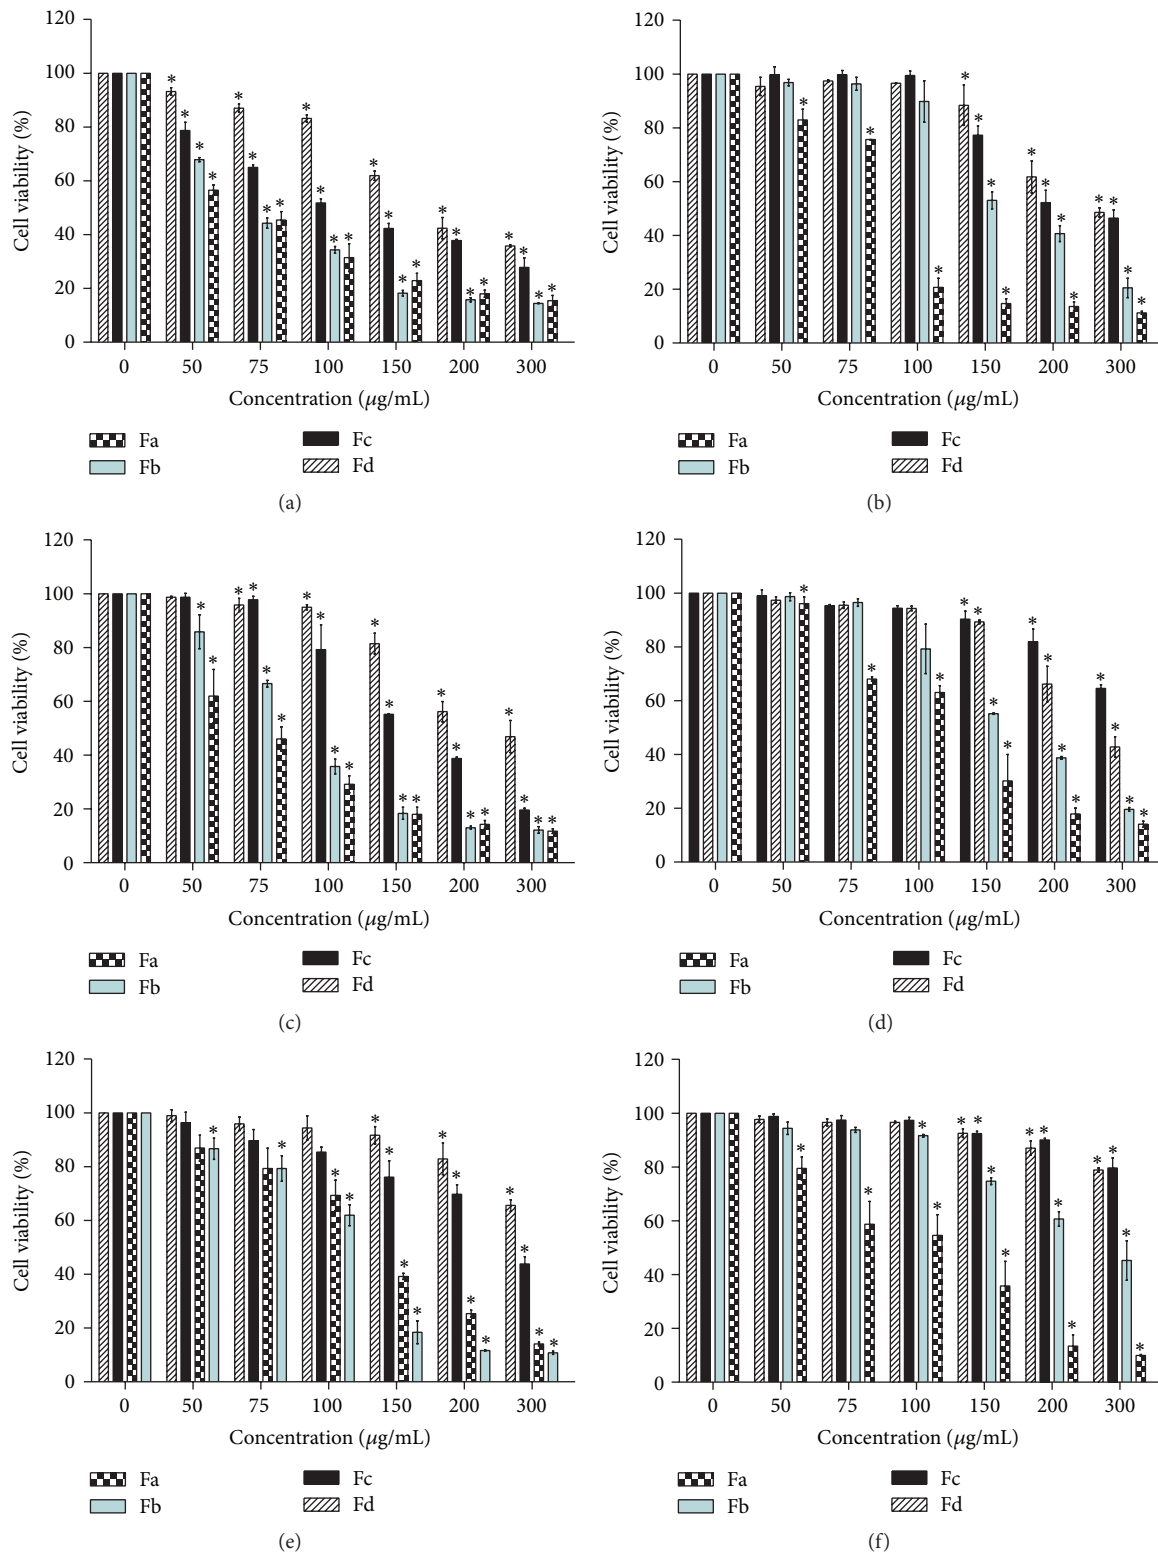 120
100
80
60
40
20
0
Cell viability (%)
* * * * * * * * * * * * * * * * * * * * * * * *
0 50 75 100 150 200 300
Concentration (μg/mL)
Fa Fc
Fb Fd
(a)
120
100
80
60
40
20
0
Cell viability (%)
* * * * * * * * * * * * * * *
0 50 75 100 150 200 300
Concentration (μg/mL)
Fa Fc
Fb Fd
(b)
120
100
80
60
40
20
0
Cell viability (%)
* * * * * * * * * * * * * * * * * * * * * *
0 50 75 100 150 200 300
Concentration (μg/mL)
Fa Fc
Fb Fd
(c)
120
100
80
60
40
20
0
Cell viability (%)
* * * * * * * * * * * * * * *
0 50 75 100 150 200 300
Concentration (μg/mL)
Fa Fc
Fb Fd
(d)
120
100
80
60
40
20
0
Cell viability (%)
* * * * * * * * * * * * * * * *
0 50 75 100 150 200 300
Concentration (μg/mL)
Fa Fc
Fb Fd
(e)
120
100
80
60
40
20
0
Cell viability (%)
* * * * * * * * * * * * * * * *
0 50 75 100 150 200 300
Concentration (μg/mL)
Fa Fc
Fb Fd
(f)